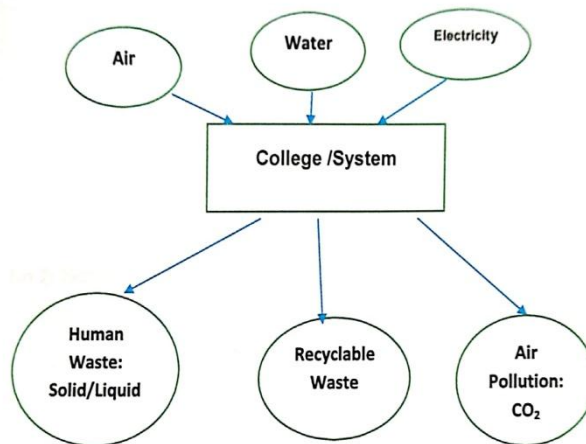 Air
Water
Electricity
College /System
Human
Waste:
Solid/Liquid
Recyclable
Waste
Air
Pollution:
CO₂